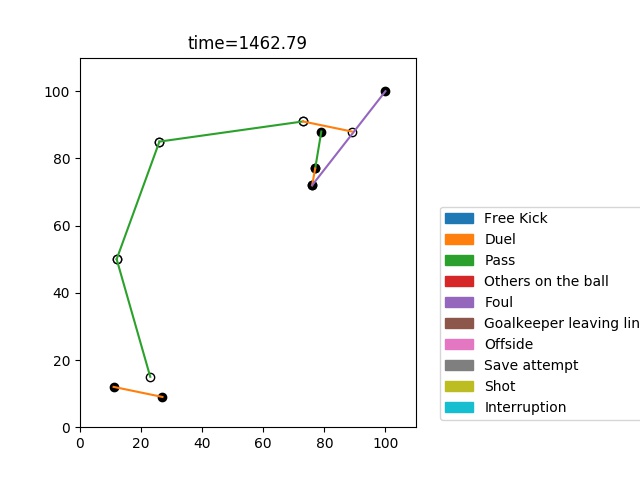 time=1462.79
100
80
60
40
20
0
0 20 40 60 80 100
Free Kick
Duel
Pass
Others on the ball
Foul
Goalkeeper leaving lin
Offside
Save attempt
Shot
Interruption